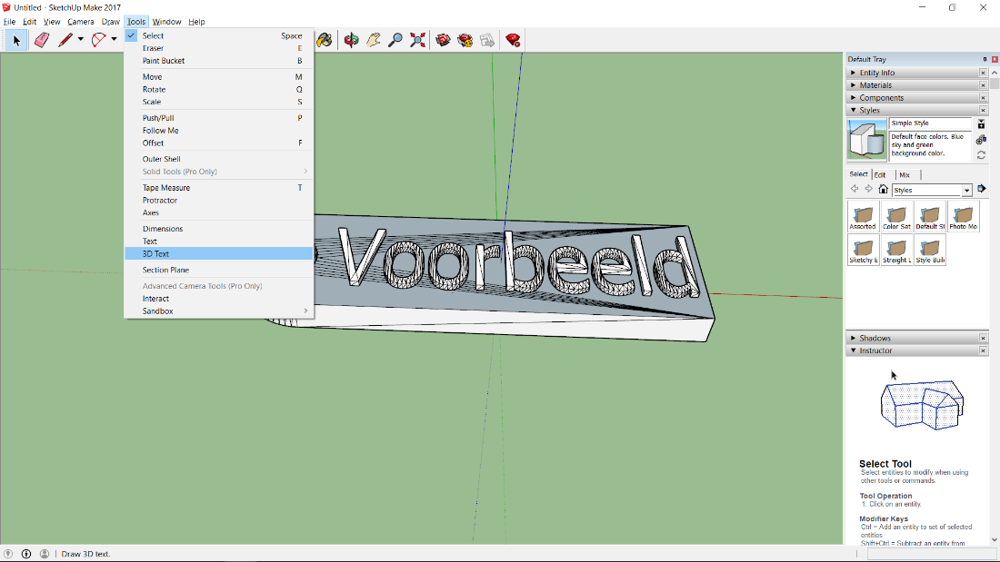 Untitled - SketchUp Make 2017
File Edit View Camera Draw Tools Window Help
Select Space
Eraser E
Paint Bucket B
Move M
Rotate Q
Scale S
Push/Pull P
Follow Me
Offset F
Outer Shell
Solid Tools (Pro Only)
Tape Measure T
Protractor
Axes
Dimensions
Text
3D Text
Section Plane
Advanced Camera Tools (Pro Only)
Interact
Sandbox
Voorbeeld
Default Tray
Entity Info
Materials
Components
Styles
Simple Style
Default face colors. Blue
sky and green
background color.
Select Edit Mix
Styles
Assorted Color Set Default St Photo Mo
Sketchy E Straight L Style Buil
Shadows
Instructor
Select Tool
Select entities to modify when using
other tools or commands.
Tool Operation
1. Click on an entity.
Modifier Keys
Ctrl = Add an entity to set of selected
entities
Shift+Ctrl = Subtract an entity from
Draw 3D text.